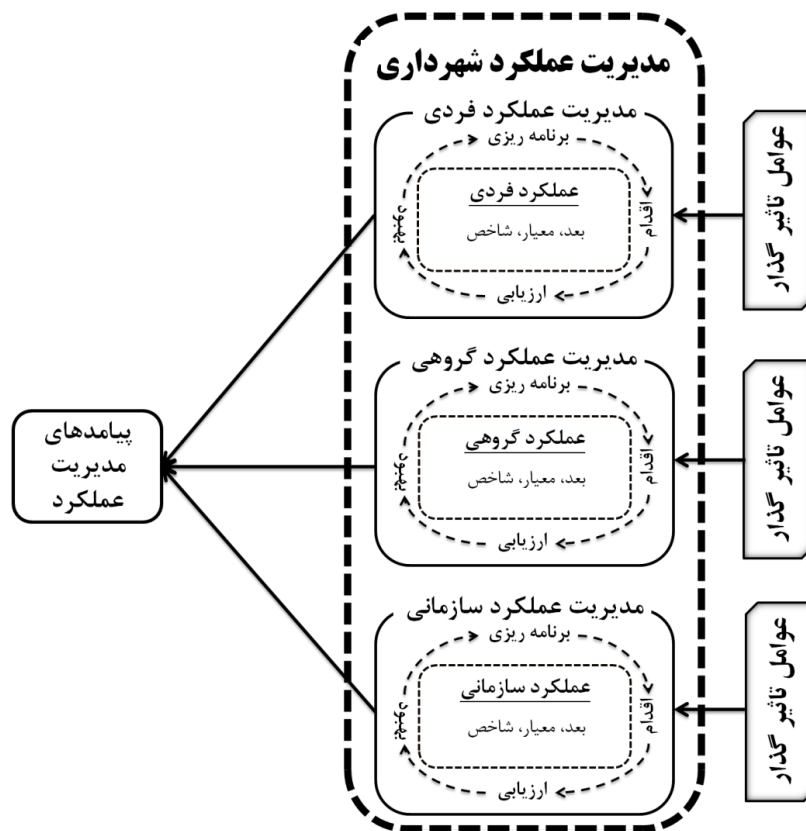 مدیریت عملکرد شهرداری
عوامل تاثیر گذار
مدیریت عملکرد فردی
برنامه ریزی
اقدام
ارزیابی
بهبود
عملکرد فردی
بعد، معیار، شاخص
عوامل تاثیر گذار
مدیریت عملکرد گروهی
برنامه ریزی
اقدام
ارزیابی
بهبود
عملکرد گروهی
بعد، معیار، شاخص
عوامل تاثیر گذار
مدیریت عملکرد سازمانی
برنامه ریزی
اقدام
ارزیابی
بهبود
عملکرد سازمانی
بعد، معیار، شاخص
پیامدهای
مدیریت
عملکرد